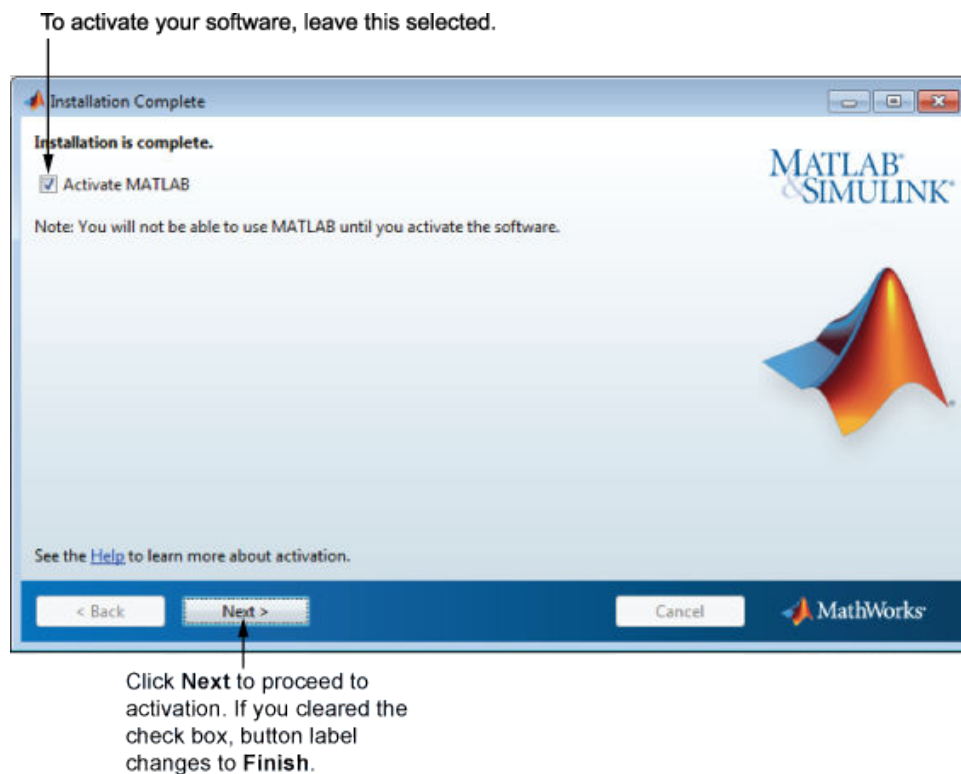 To activate your software, leave this selected.
Installation Complete
Installation is complete.
Activate MATLAB
Note: You will not be able to use MATLAB until you activate the software.
MATLAB®
&SIMULINK®
®
See the Help to learn more about activation.
< Back
Next >
Cancel
MathWorks®
Click Next to proceed to
activation. If you cleared the
check box, button label
changes to Finish.